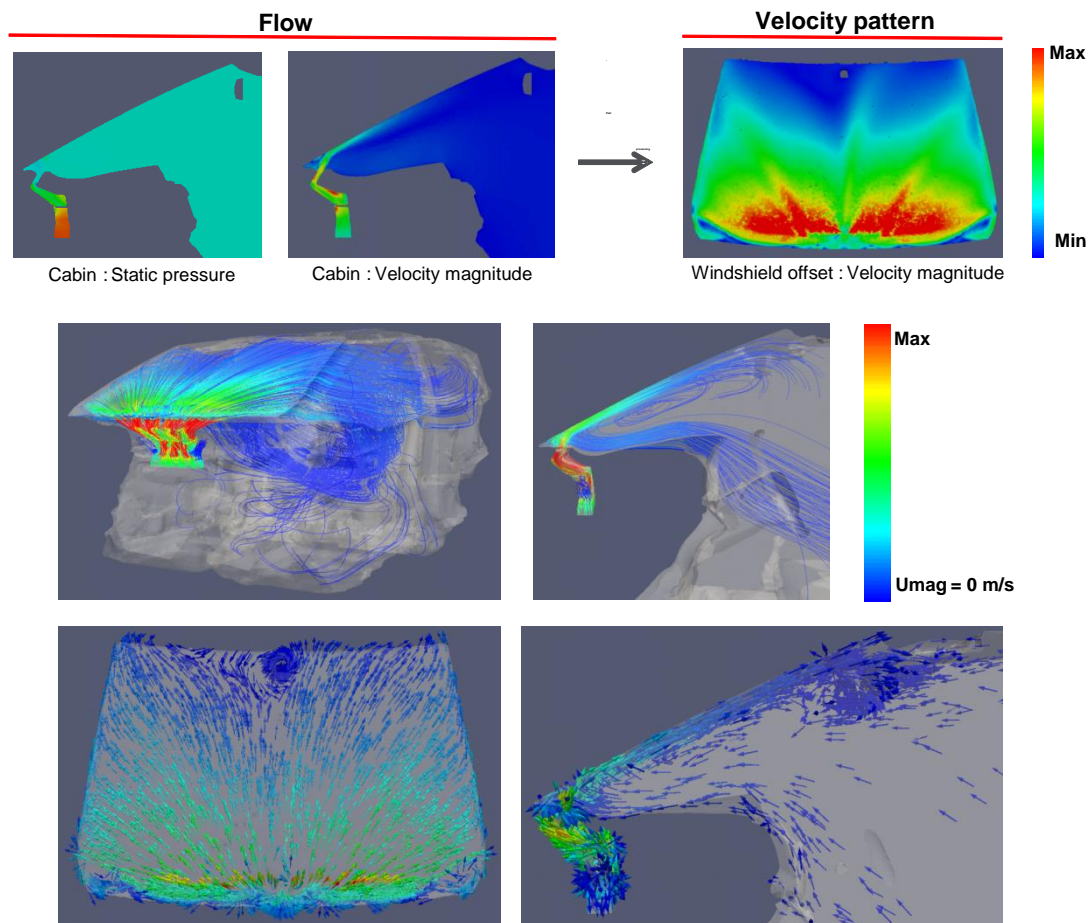 Flow
Velocity pattern
Max
Min
Cabin : Static pressure
Cabin : Velocity magnitude
Windshield offset : Velocity magnitude
Max
Umag = 0 m/s